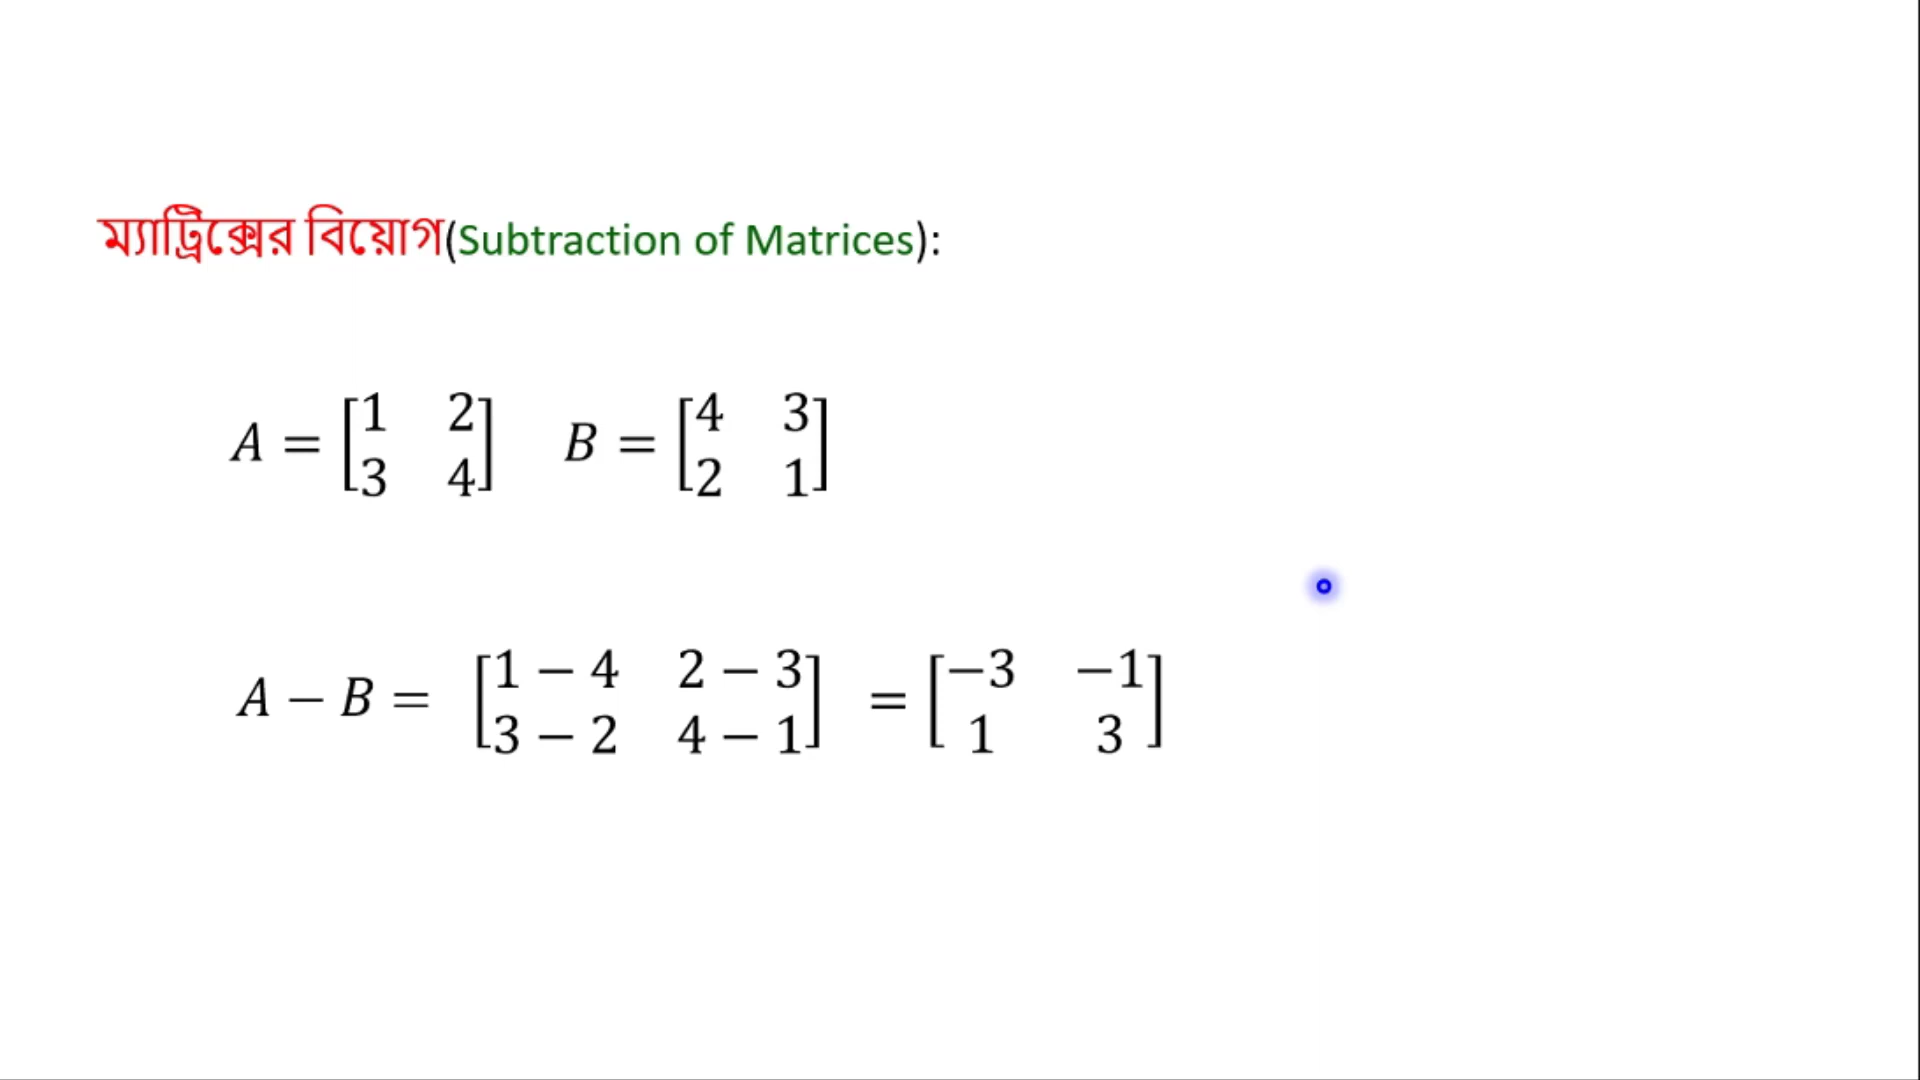 ম্যাট্রিক্সের বিয়োগ(Subtraction of Matrices):
A = [1 2] B = [4 3]
[3 4] [2 1]
A − B = [1 − 4 2 − 3] = [−3 −1]
[3 − 2 4 − 1] [1 3]